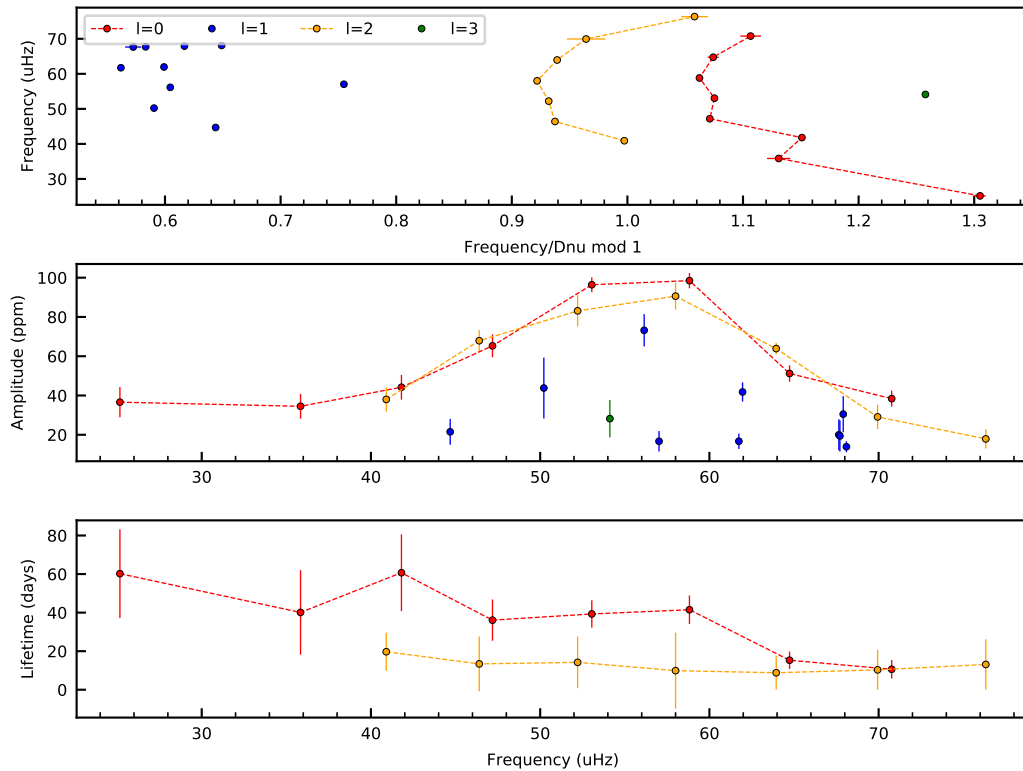 l=0 l=1 l=2 l=3
Frequency (uHz)
70
60
50
40
30
0.6 0.7 0.8 0.9 1.0 1.1 1.2 1.3
Frequency/Dnu mod 1
Amplitude (ppm)
100
80
60
40
20
30 40 50 60 70
Lifetime (days)
80
60
40
20
0
30 40 50 60 70
Frequency (uHz)